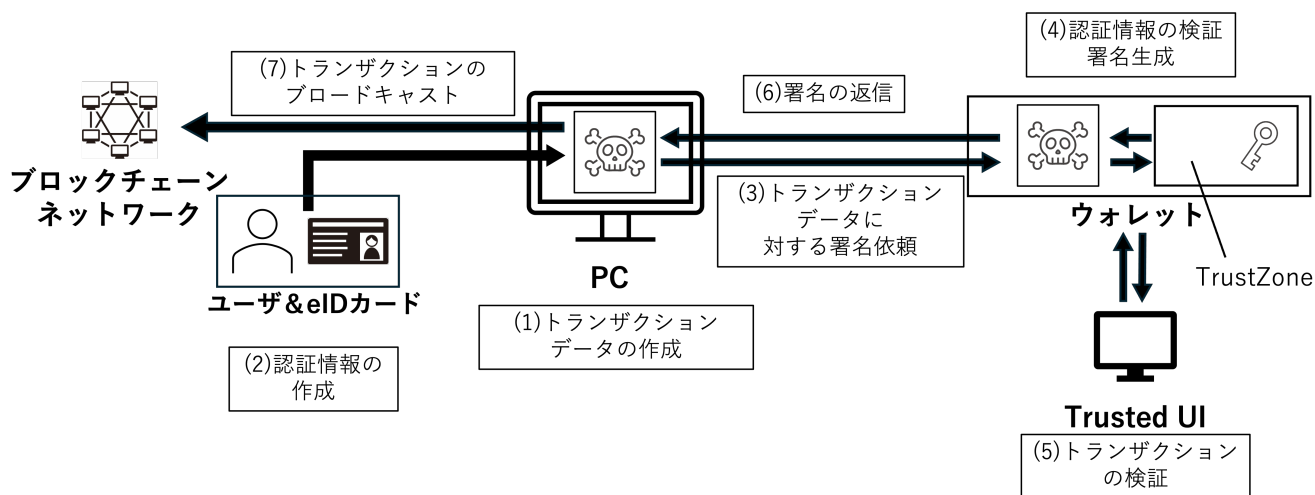 (4)認証情報の検証
署名生成
(7)トランザクションの
ブロードキャスト
(6)署名の返信
ブロックチェーン
ネットワーク
(3)トランザクション
データに
対する署名依頼
ウォレット
TrustZone
PC
ユーザ&eIDカード
(1)トランザクション
データの作成
(2)認証情報の
作成
Trusted UI
(5)トランザクション
の検証